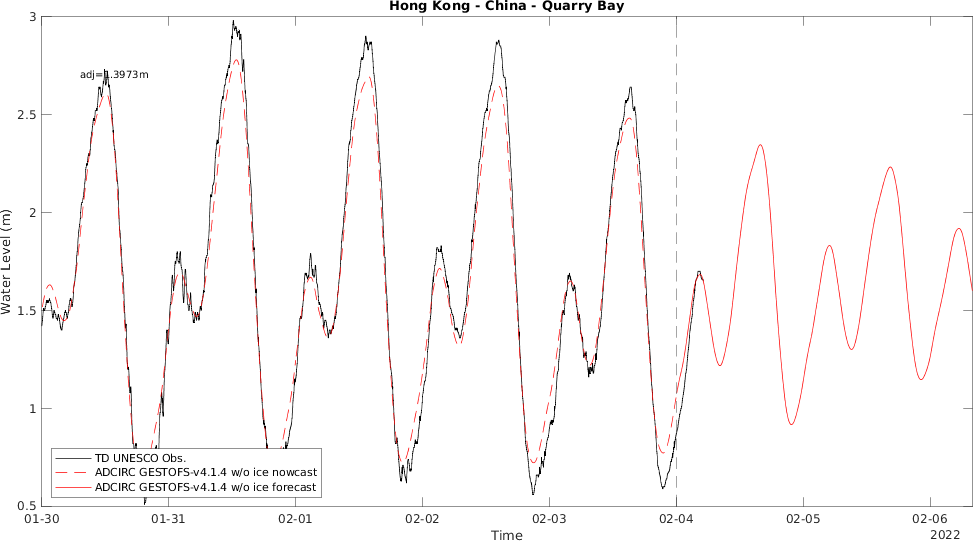 Hong Kong - China - Quarry Bay
3
adj=1.3973m
2.5
2
Water Level (m)
1.5
1
TD UNESCO Obs.
ADCIRC GESTOFS-v4.1.4 w/o ice nowcast
ADCIRC GESTOFS-v4.1.4 w/o ice forecast
0.5
01-30 01-31 02-01 02-02 02-03 02-04 02-05 02-06
Time 2022